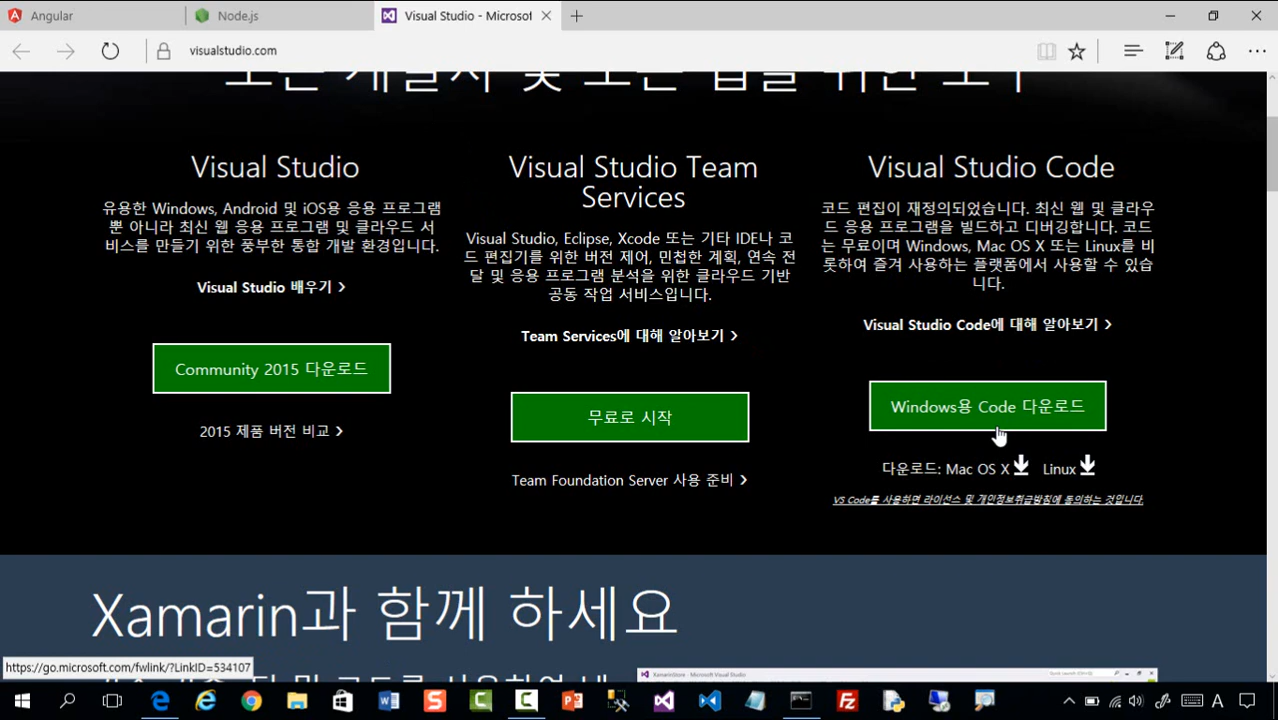 Angular
Node.js
Visual Studio - Microsof
visualstudio.com
모든 개발자 및 모든 앱을 위한 도구
Visual Studio
유용한 Windows, Android 및 iOS용 응용 프로그램
뿐 아니라 최신 웹 응용 프로그램 및 클라우드 서
비스를 만들기 위한 풍부한 통합 개발 환경입니다.
Visual Studio 배우기 >
Community 2015 다운로드
2015 제품 버전 비교 >
Visual Studio Team
Services
Visual Studio, Eclipse, Xcode 또는 기타 IDE나 코
드 편집기를 위한 버전 제어, 민첩한 계획, 연속 전
달 및 응용 프로그램 분석을 위한 클라우드 기반
공동 작업 서비스입니다.
Team Services에 대해 알아보기 >
무료로 시작
Team Foundation Server 사용 준비 >
Visual Studio Code
코드 편집이 재정의되었습니다. 최신 웹 및 클라우
드 응용 프로그램을 빌드하고 디버깅합니다. 코드
는 무료이며 Windows, Mac OS X 또는 Linux를 비
롯하여 즐겨 사용하는 플랫폼에서 사용할 수 있습
니다.
Visual Studio Code에 대해 알아보기 >
Windows용 Code 다운로드
다운로드: Mac OS X Linux
VS Code를 사용하면 라이선스 및 개인정보취급방침에 동의하는 것입니다.
Xamarin과 함께 하세요
https://go.microsoft.com/fwlink/?LinkID=534107
A